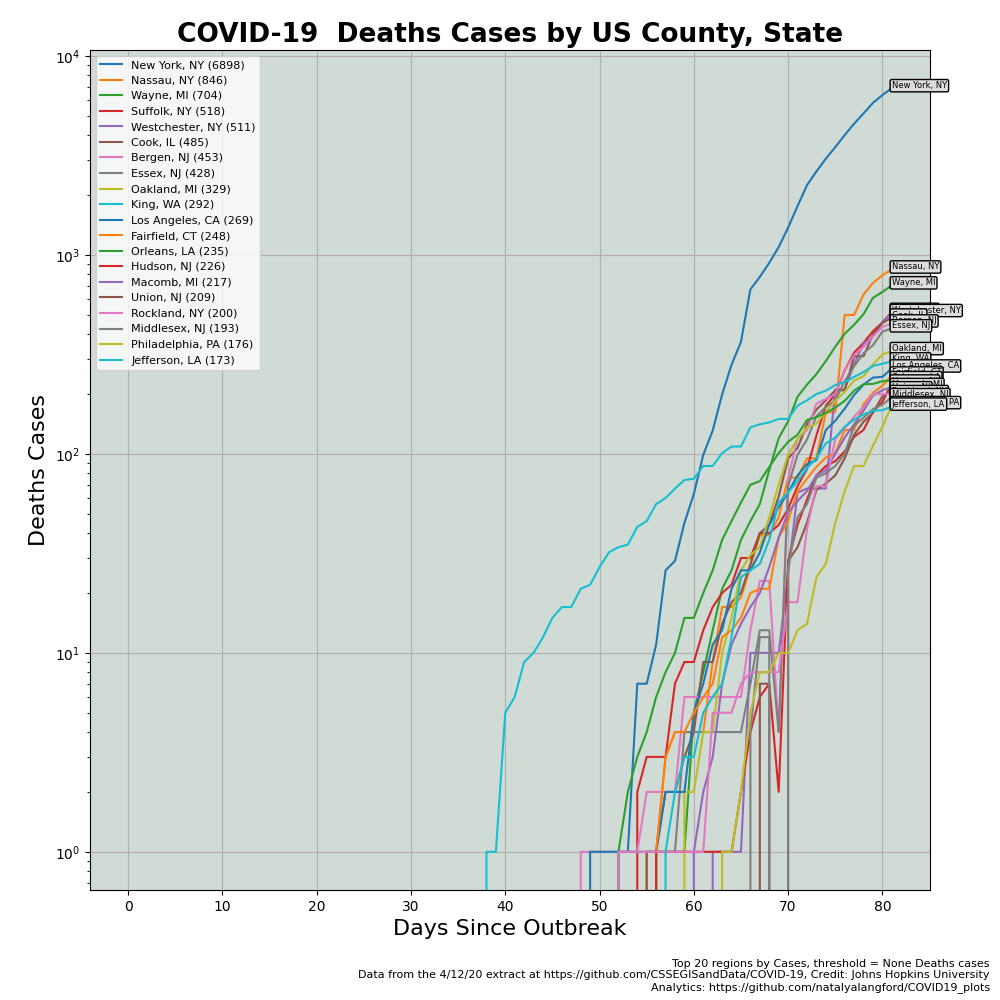 COVID-19  Deaths Cases by US County, State
Deaths Cases
10^4
10^3
10^2
10^1
10^0
New York, NY (6898)
Nassau, NY (846)
Wayne, MI (704)
Suffolk, NY (518)
Westchester, NY (511)
Cook, IL (485)
Bergen, NJ (453)
Essex, NJ (428)
Oakland, MI (329)
King, WA (292)
Los Angeles, CA (269)
Fairfield, CT (248)
Orleans, LA (235)
Hudson, NJ (226)
Macomb, MI (217)
Union, NJ (209)
Rockland, NY (200)
Middlesex, NJ (193)
Philadelphia, PA (176)
Jefferson, LA (173)
New York, NY
Nassau, NY
Wayne, MI
Westchester, NY
Essex, NJ
Oakland, MI
King, WA
Los Angeles, CA
Middlesex, NJ
PA
Jefferson, LA
0 10 20 30 40 50 60 70 80
Days Since Outbreak
Top 20 regions by Cases, threshold = None Deaths cases
Data from the 4/12/20 extract at https://github.com/CSSEGISandData/COVID-19, Credit: Johns Hopkins University
Analytics: https://github.com/natalyalangford/COVID19_plots